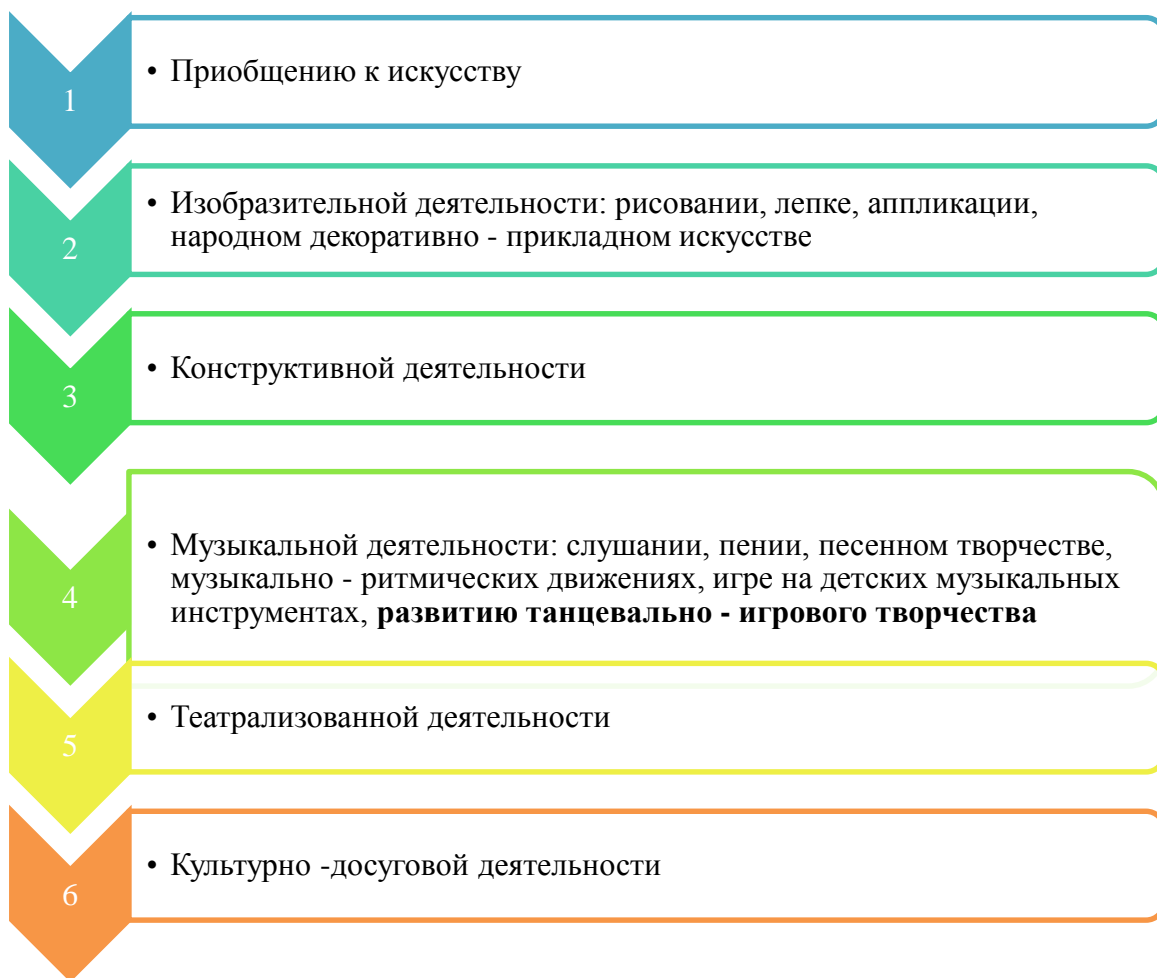 1
• Приобщению к искусству
2
• Изобразительной деятельности: рисовании, лепке, аппликации,
народном декоративно - прикладном искусстве
3
• Конструктивной деятельности
4
• Музыкальной деятельности: слушании, пении, песенном творчестве,
музыкально - ритмических движениях, игре на детских музыкальных
инструментах, развитию танцевально - игрового творчества
5
• Театрализованной деятельности
6
• Культурно -досуговой деятельности